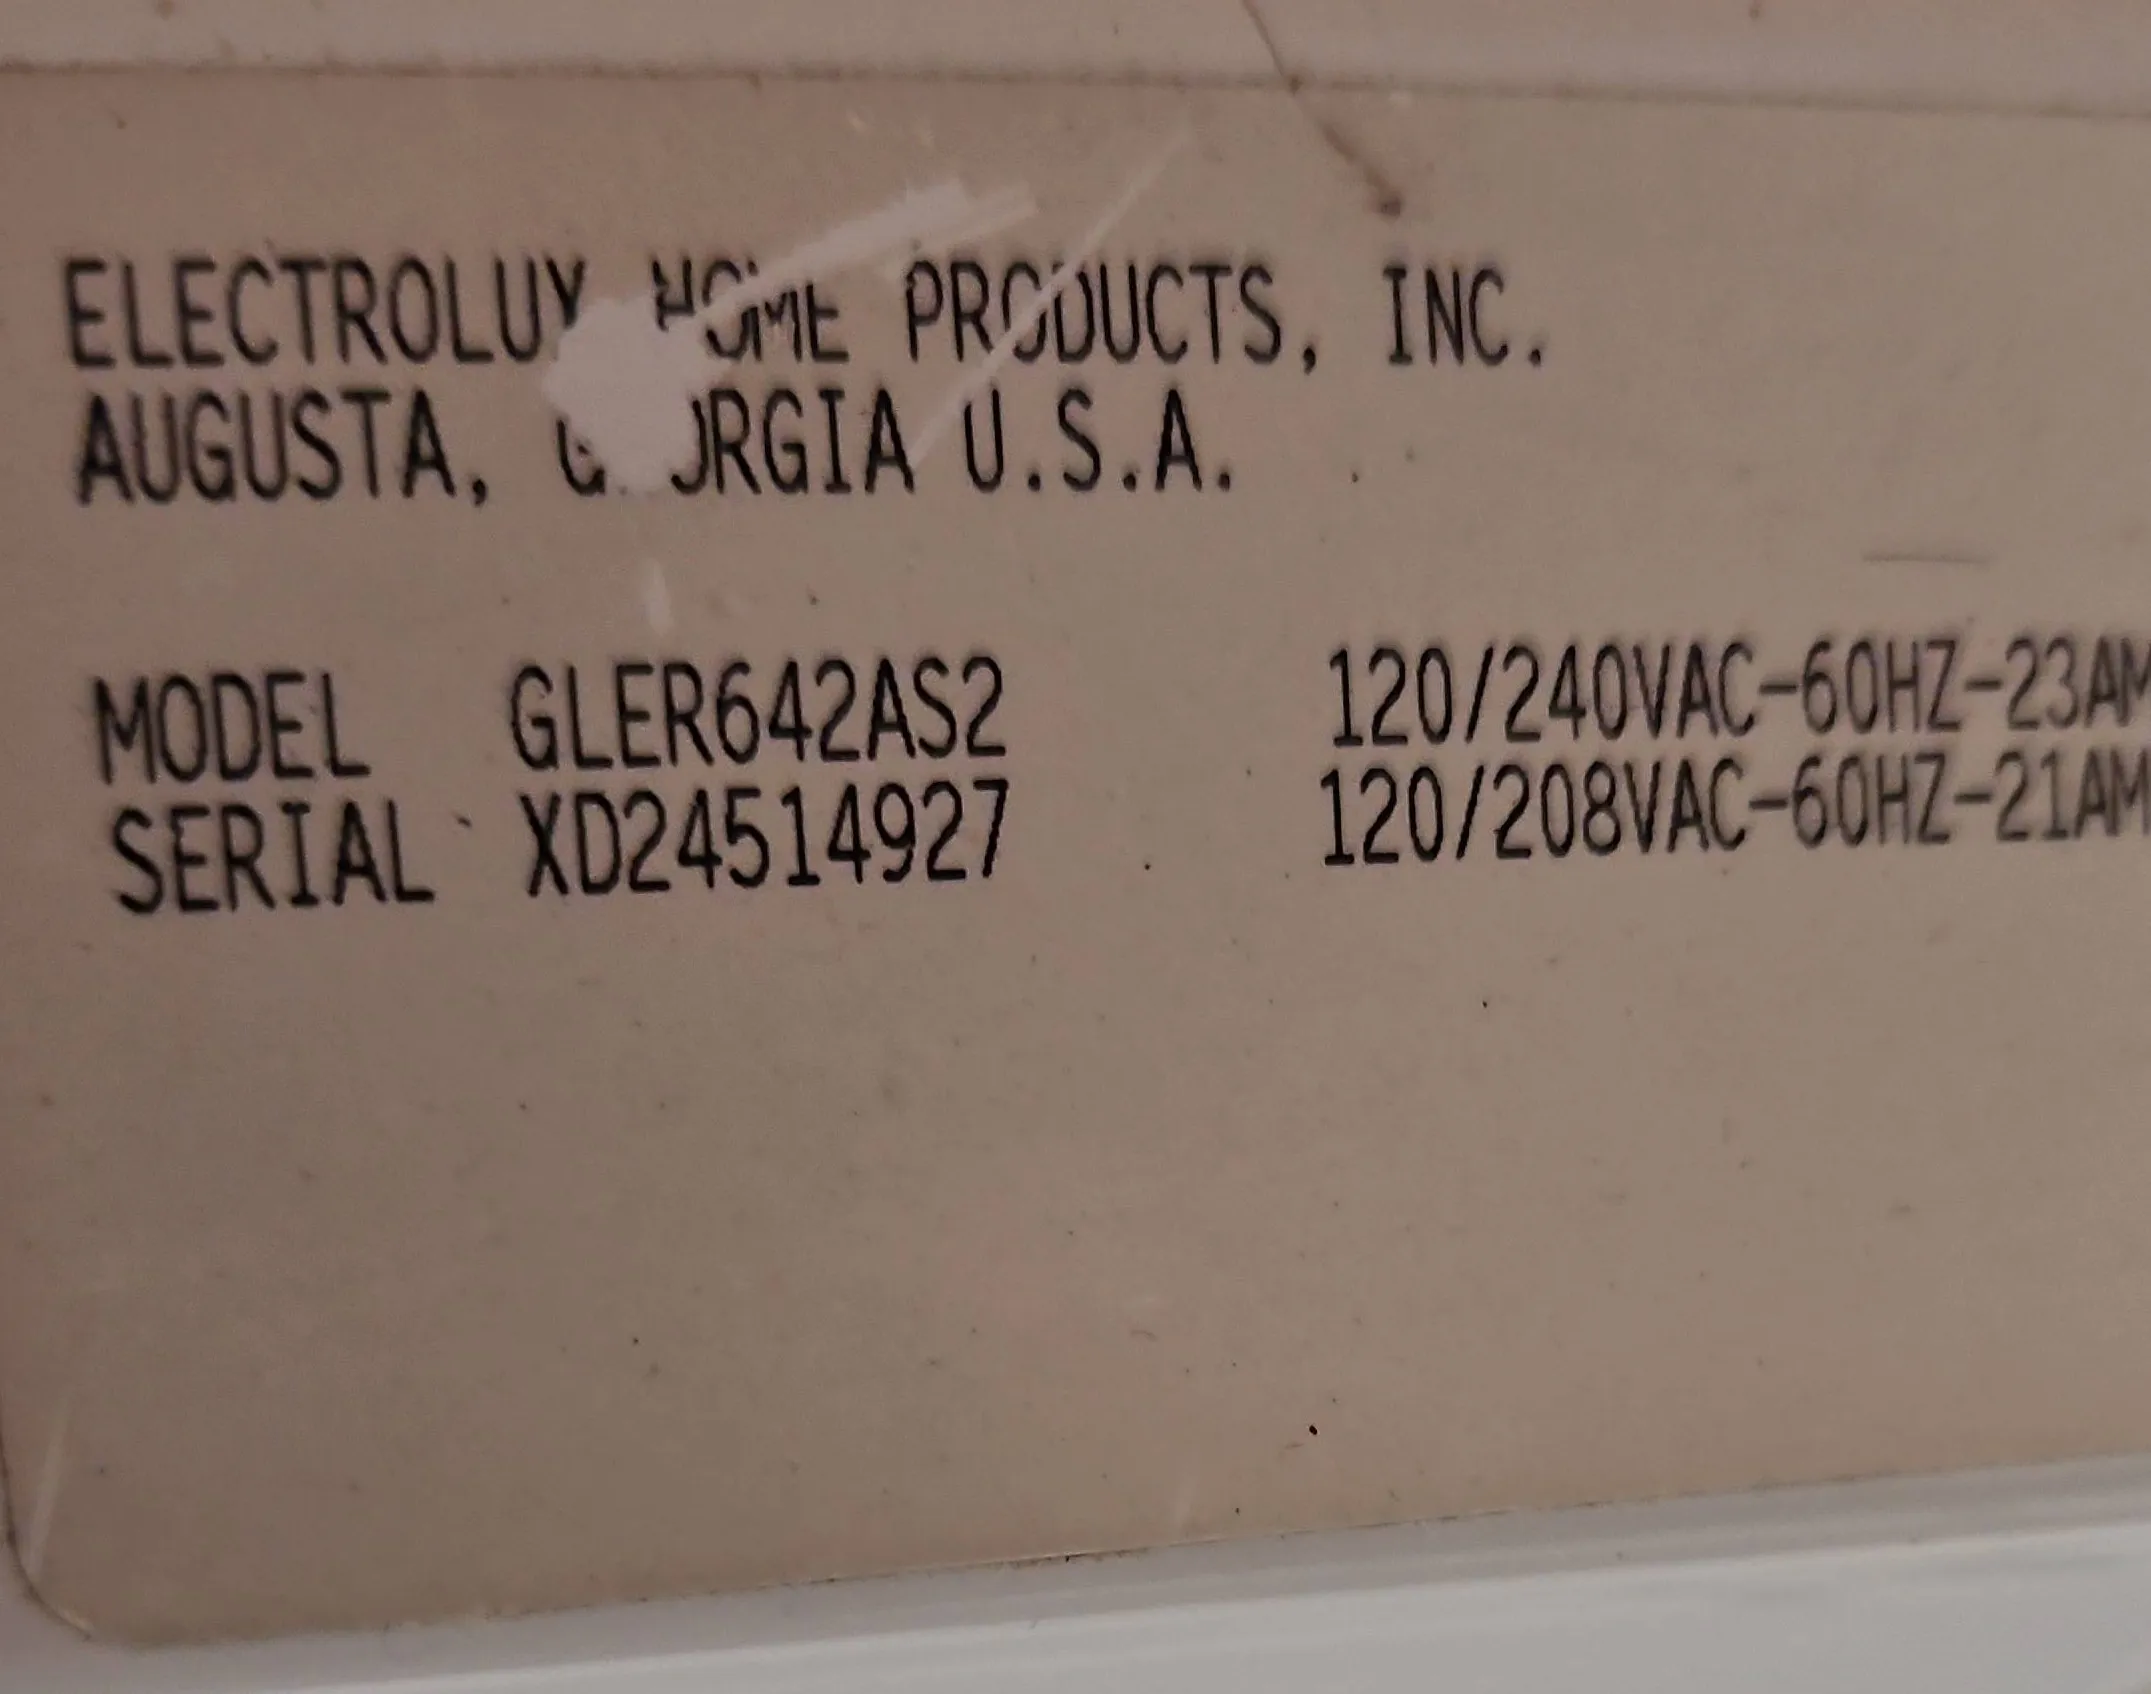 ELECTROLUX HOME PRODUCTS, INC.
AUGUSTA, GEORGIA U.S.A.
MODEL GLER642AS2 120/240VAC-60HZ-23AM
SERIAL XD24514927 120/208VAC-60HZ-21AM